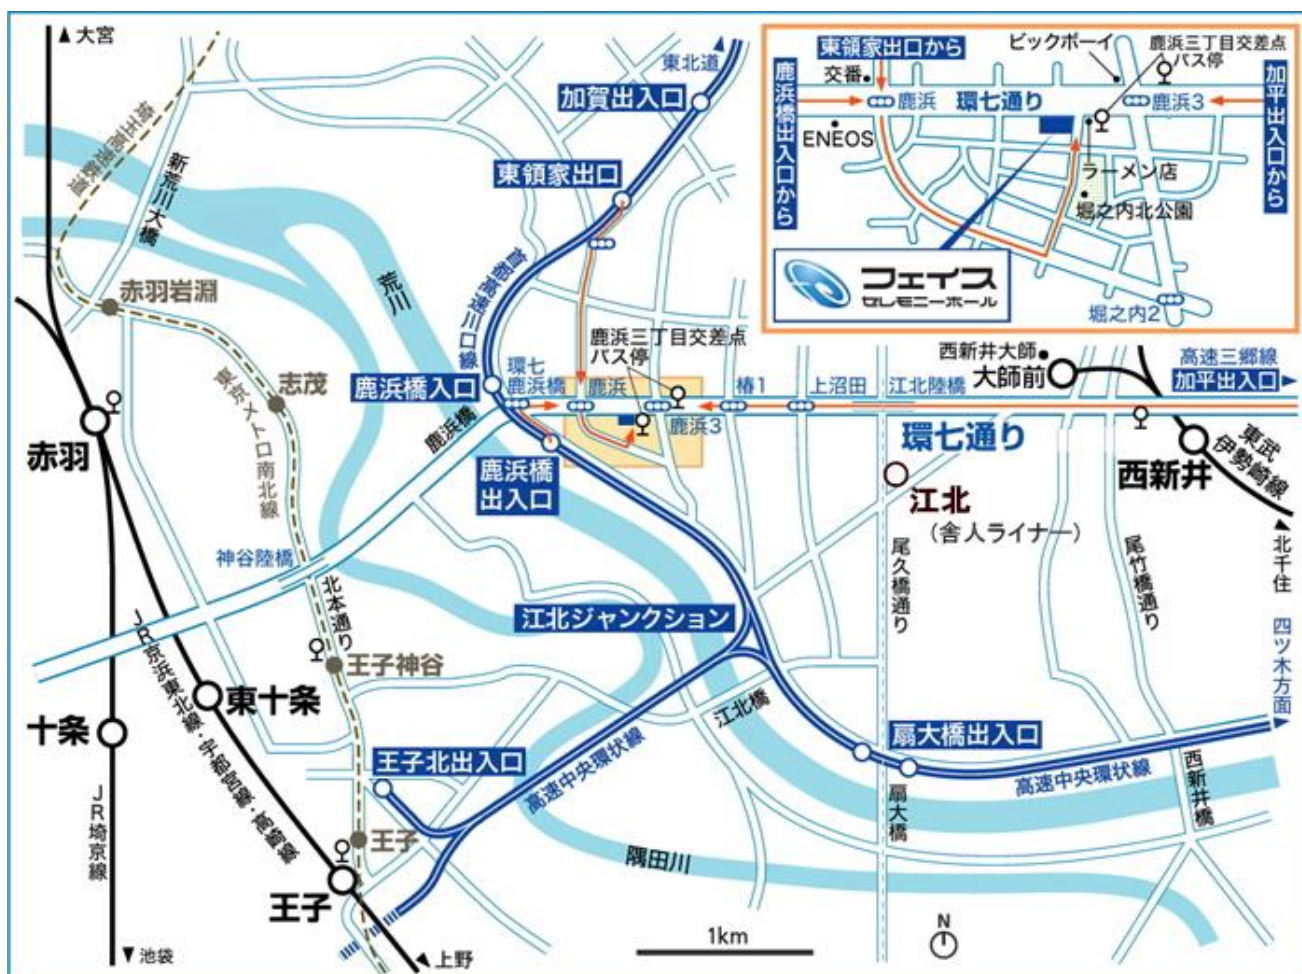 ▲大宮
埼玉高速鉄道
新荒川大橋
赤羽岩淵
志茂
東京メトロ南北線
赤羽
神谷陸橋
北本通り
王子神谷
東十条
十条
JR京浜東北線・宇都宮線・高崎線
JR埼京線
▼池袋
王子
王子
▼上野
王子北出入口
高速中央環状線
隅田川
荒川
東北道
加賀出入口
東領家出口
首都高速川口線
鹿浜橋入口
環七
鹿浜橋
鹿浜橋
鹿浜
鹿浜三丁目交差点
バス停
鹿浜3
椿1
上沼田
江北陸橋
鹿浜橋
出入口
環七通り
江北
(舎人ライナー)
尾久橋通り
尾竹橋通り
西新井大師
大師前
高速三郷線
加平出入口
西新井
東武
伊勢崎線
▲北千住
四ツ木方面
江北ジャンクション
江北橋
扇大橋出入口
扇大橋
高速中央環状線
西新井橋
1km
N
東領家出口から
鹿浜橋出入口から
加平出入口から
交番
ENEOS
鹿浜
環七通り
ビックボーイ
鹿浜三丁目交差点
バス停
鹿浜3
ラーメン店
堀之内北公園
堀之内2
フェイス
セレモニーホール